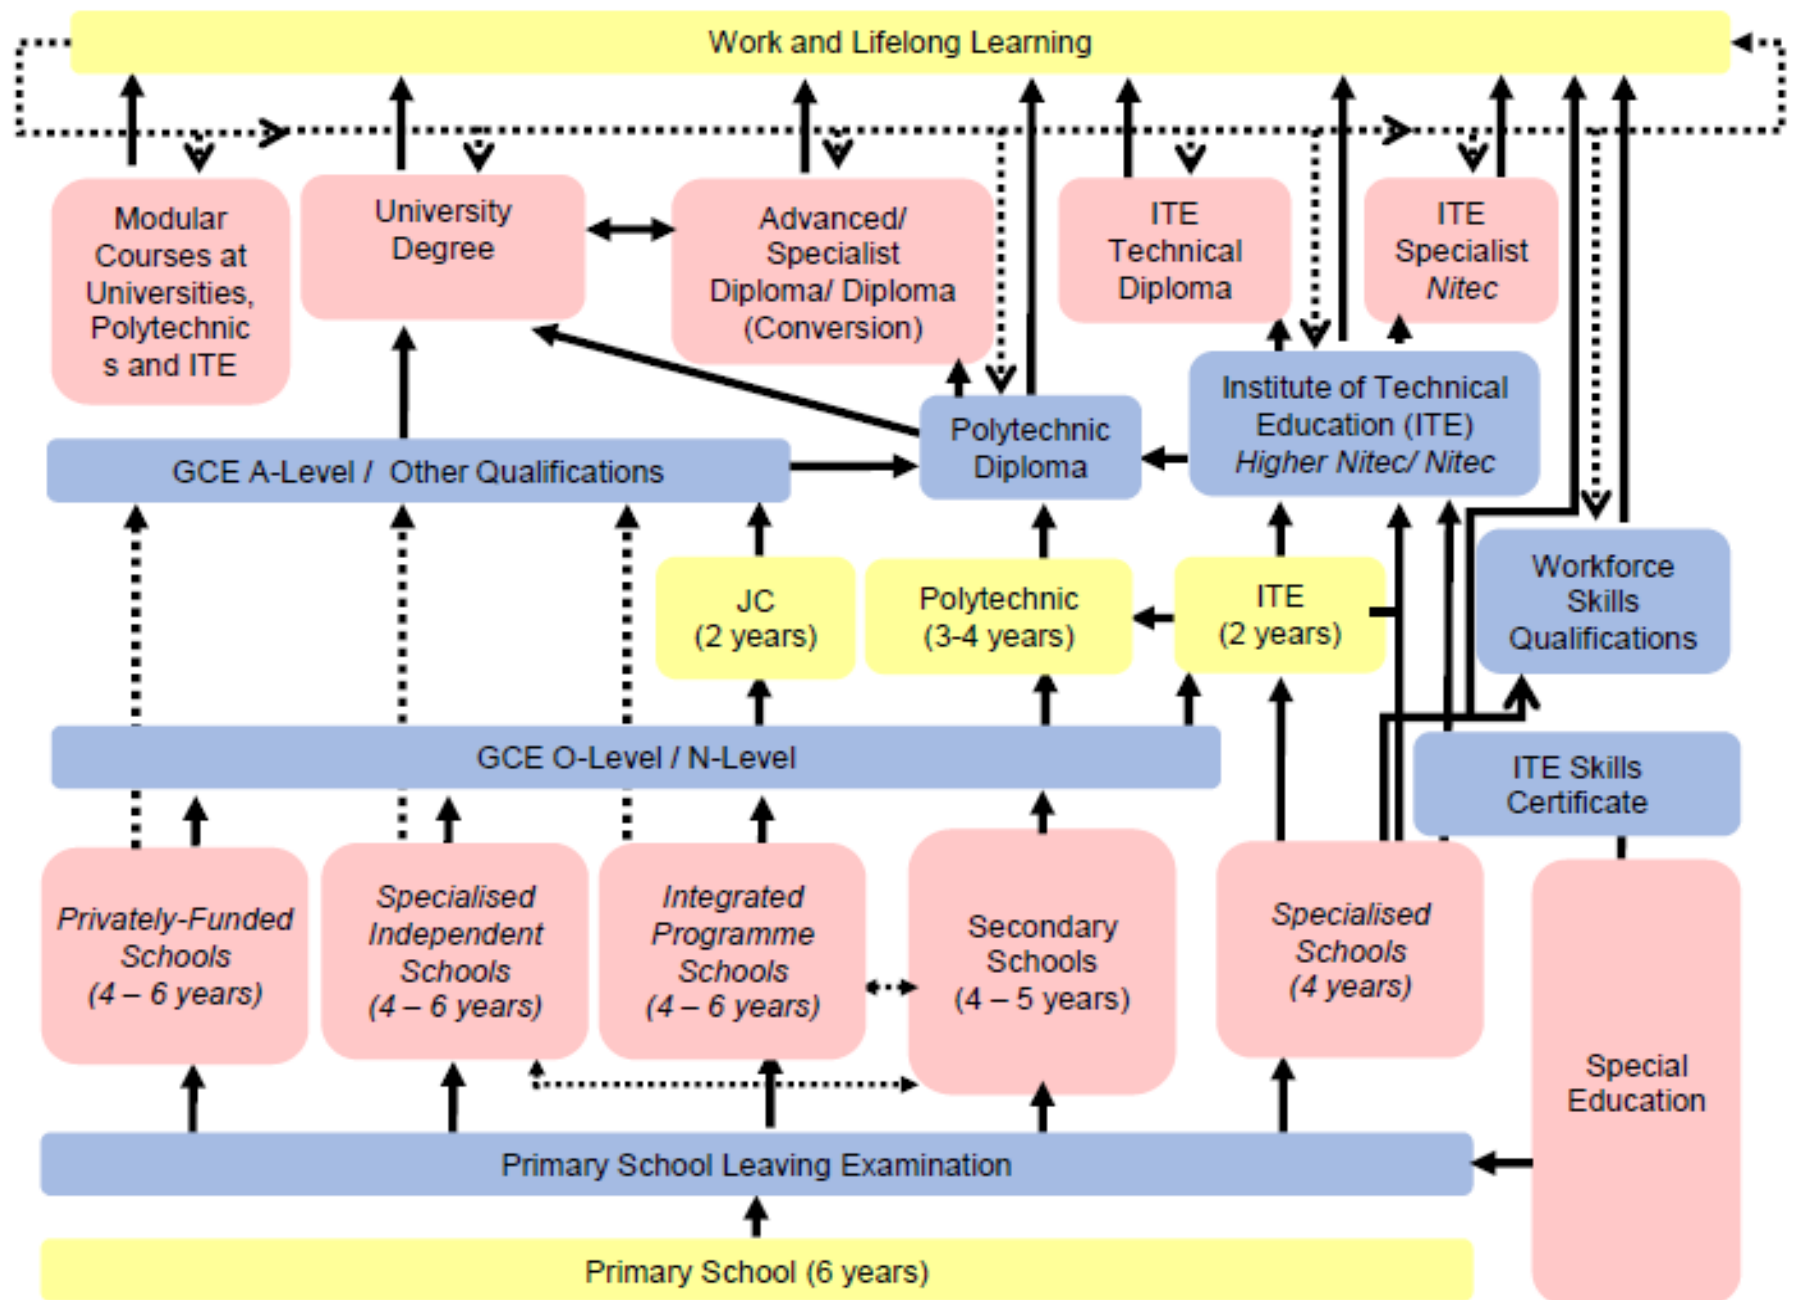 Work and Lifelong Learning
Modular
Courses at
Universities,
Polytechnic
s and ITE
University
Degree
Advanced/
Specialist
Diploma/ Diploma
(Conversion)
ITE
Technical
Diploma
ITE
Specialist
Nitec
Polytechnic
Diploma
Institute of Technical
Education (ITE)
Higher Nitec/ Nitec
GCE A-Level / Other Qualifications
JC
(2 years)
Polytechnic
(3-4 years)
ITE
(2 years)
Workforce
Skills
Qualifications
GCE O-Level / N-Level
ITE Skills
Certificate
Privately-Funded
Schools
(4 – 6 years)
Specialised
Independent
Schools
(4 – 6 years)
Integrated
Programme
Schools
(4 – 6 years)
Secondary
Schools
(4 – 5 years)
Specialised
Schools
(4 years)
Special
Education
Primary School Leaving Examination
Primary School (6 years)